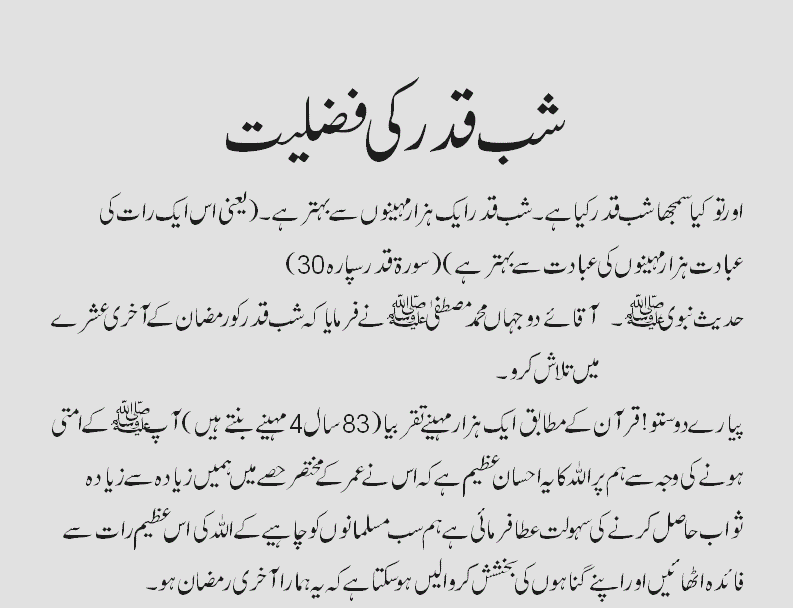 شب قدر کی فضلیت
اور تو کیا سمجھا شب قدر کیا ہے۔شب قدر ایک ہزار مہینوں سے بہتر ہے۔(یعنی اس ایک رات کی
عبادت ہزار مہینوں کی عبادت سے بہتر ہے)(سورۃ قدر سپارہ 30)
حدیث نبویﷺ۔ آقائے دو جہاں محمد مصطفیٰﷺ نے فرمایا کہ شب قدر کو رمضان کے آخری عشرے
میں تلاش کرو۔
پیارے دوستو!قرآن کے مطابق ایک ہزار مہینے تقریبا(83 سال 4 مہینے بنتے ہیں)آپﷺ کے امتی
ہونے کی وجہ سے ہم پر اللہ کا یہ احسان عظیم ہے کہ اس نے عمر کے مختصر حصے میں ہمیں زیادہ سے زیادہ
ثواب حاصل کرنے کی سہولت عطا فرمائی ہے ہم سب مسلمانوں کو چاہیے کے اللہ کی اس عظیم رات سے
فائدہ اٹھائیں اور اپنے گناہوں کی بخشش کروالیں ہوسکتا ہے کہ یہ ہمارا آخری رمضان ہو۔